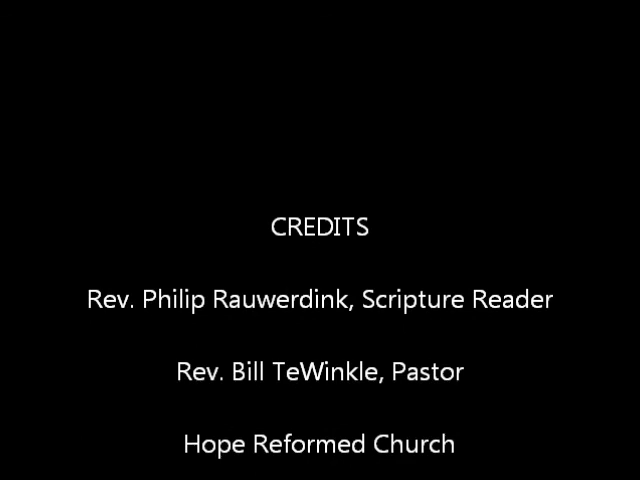 CREDITS
Rev. Philip Rauwerdink, Scripture Reader
Rev. Bill TeWinkle, Pastor
Hope Reformed Church